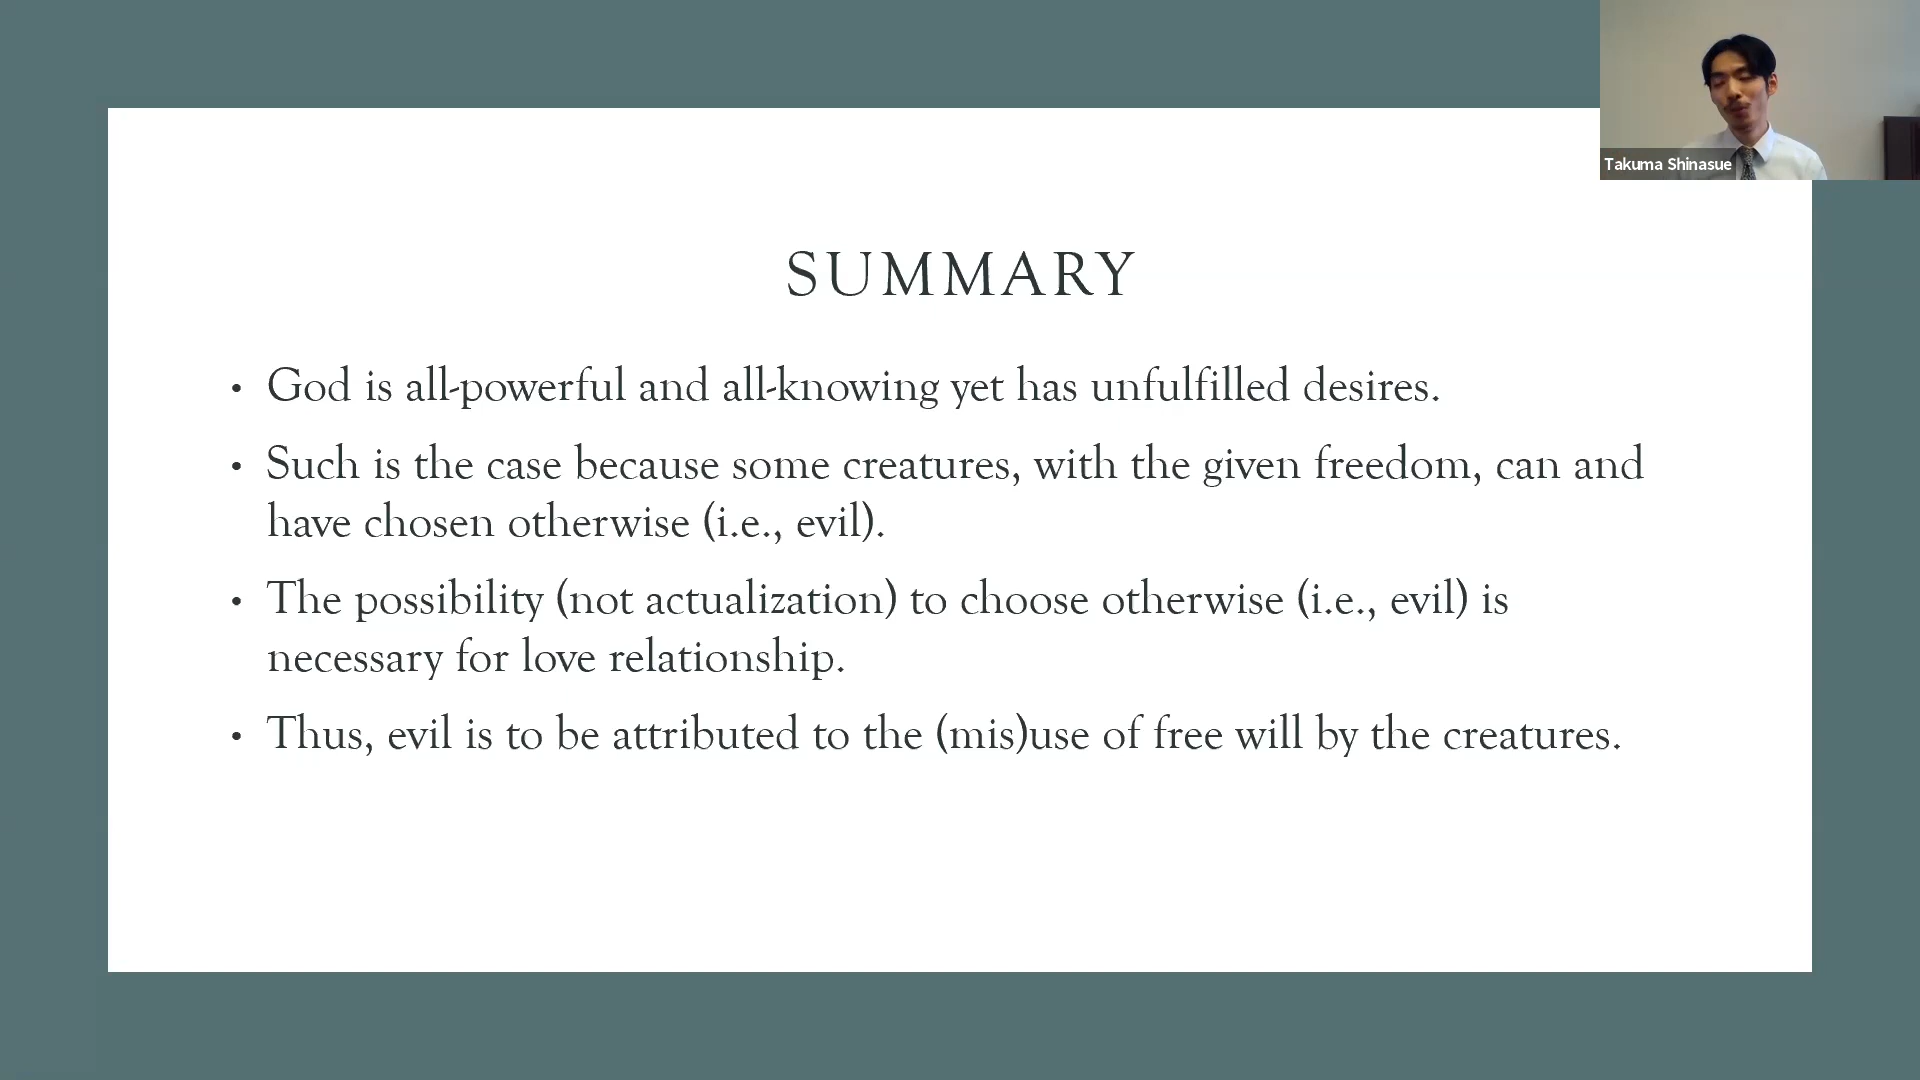 Takuma Shinasue
SUMMARY
• God is all-powerful and all-knowing yet has unfulfilled desires.
• Such is the case because some creatures, with the given freedom, can and
have chosen otherwise (i.e., evil).
• The possibility (not actualization) to choose otherwise (i.e., evil) is
necessary for love relationship.
• Thus, evil is to be attributed to the (mis)use of free will by the creatures.